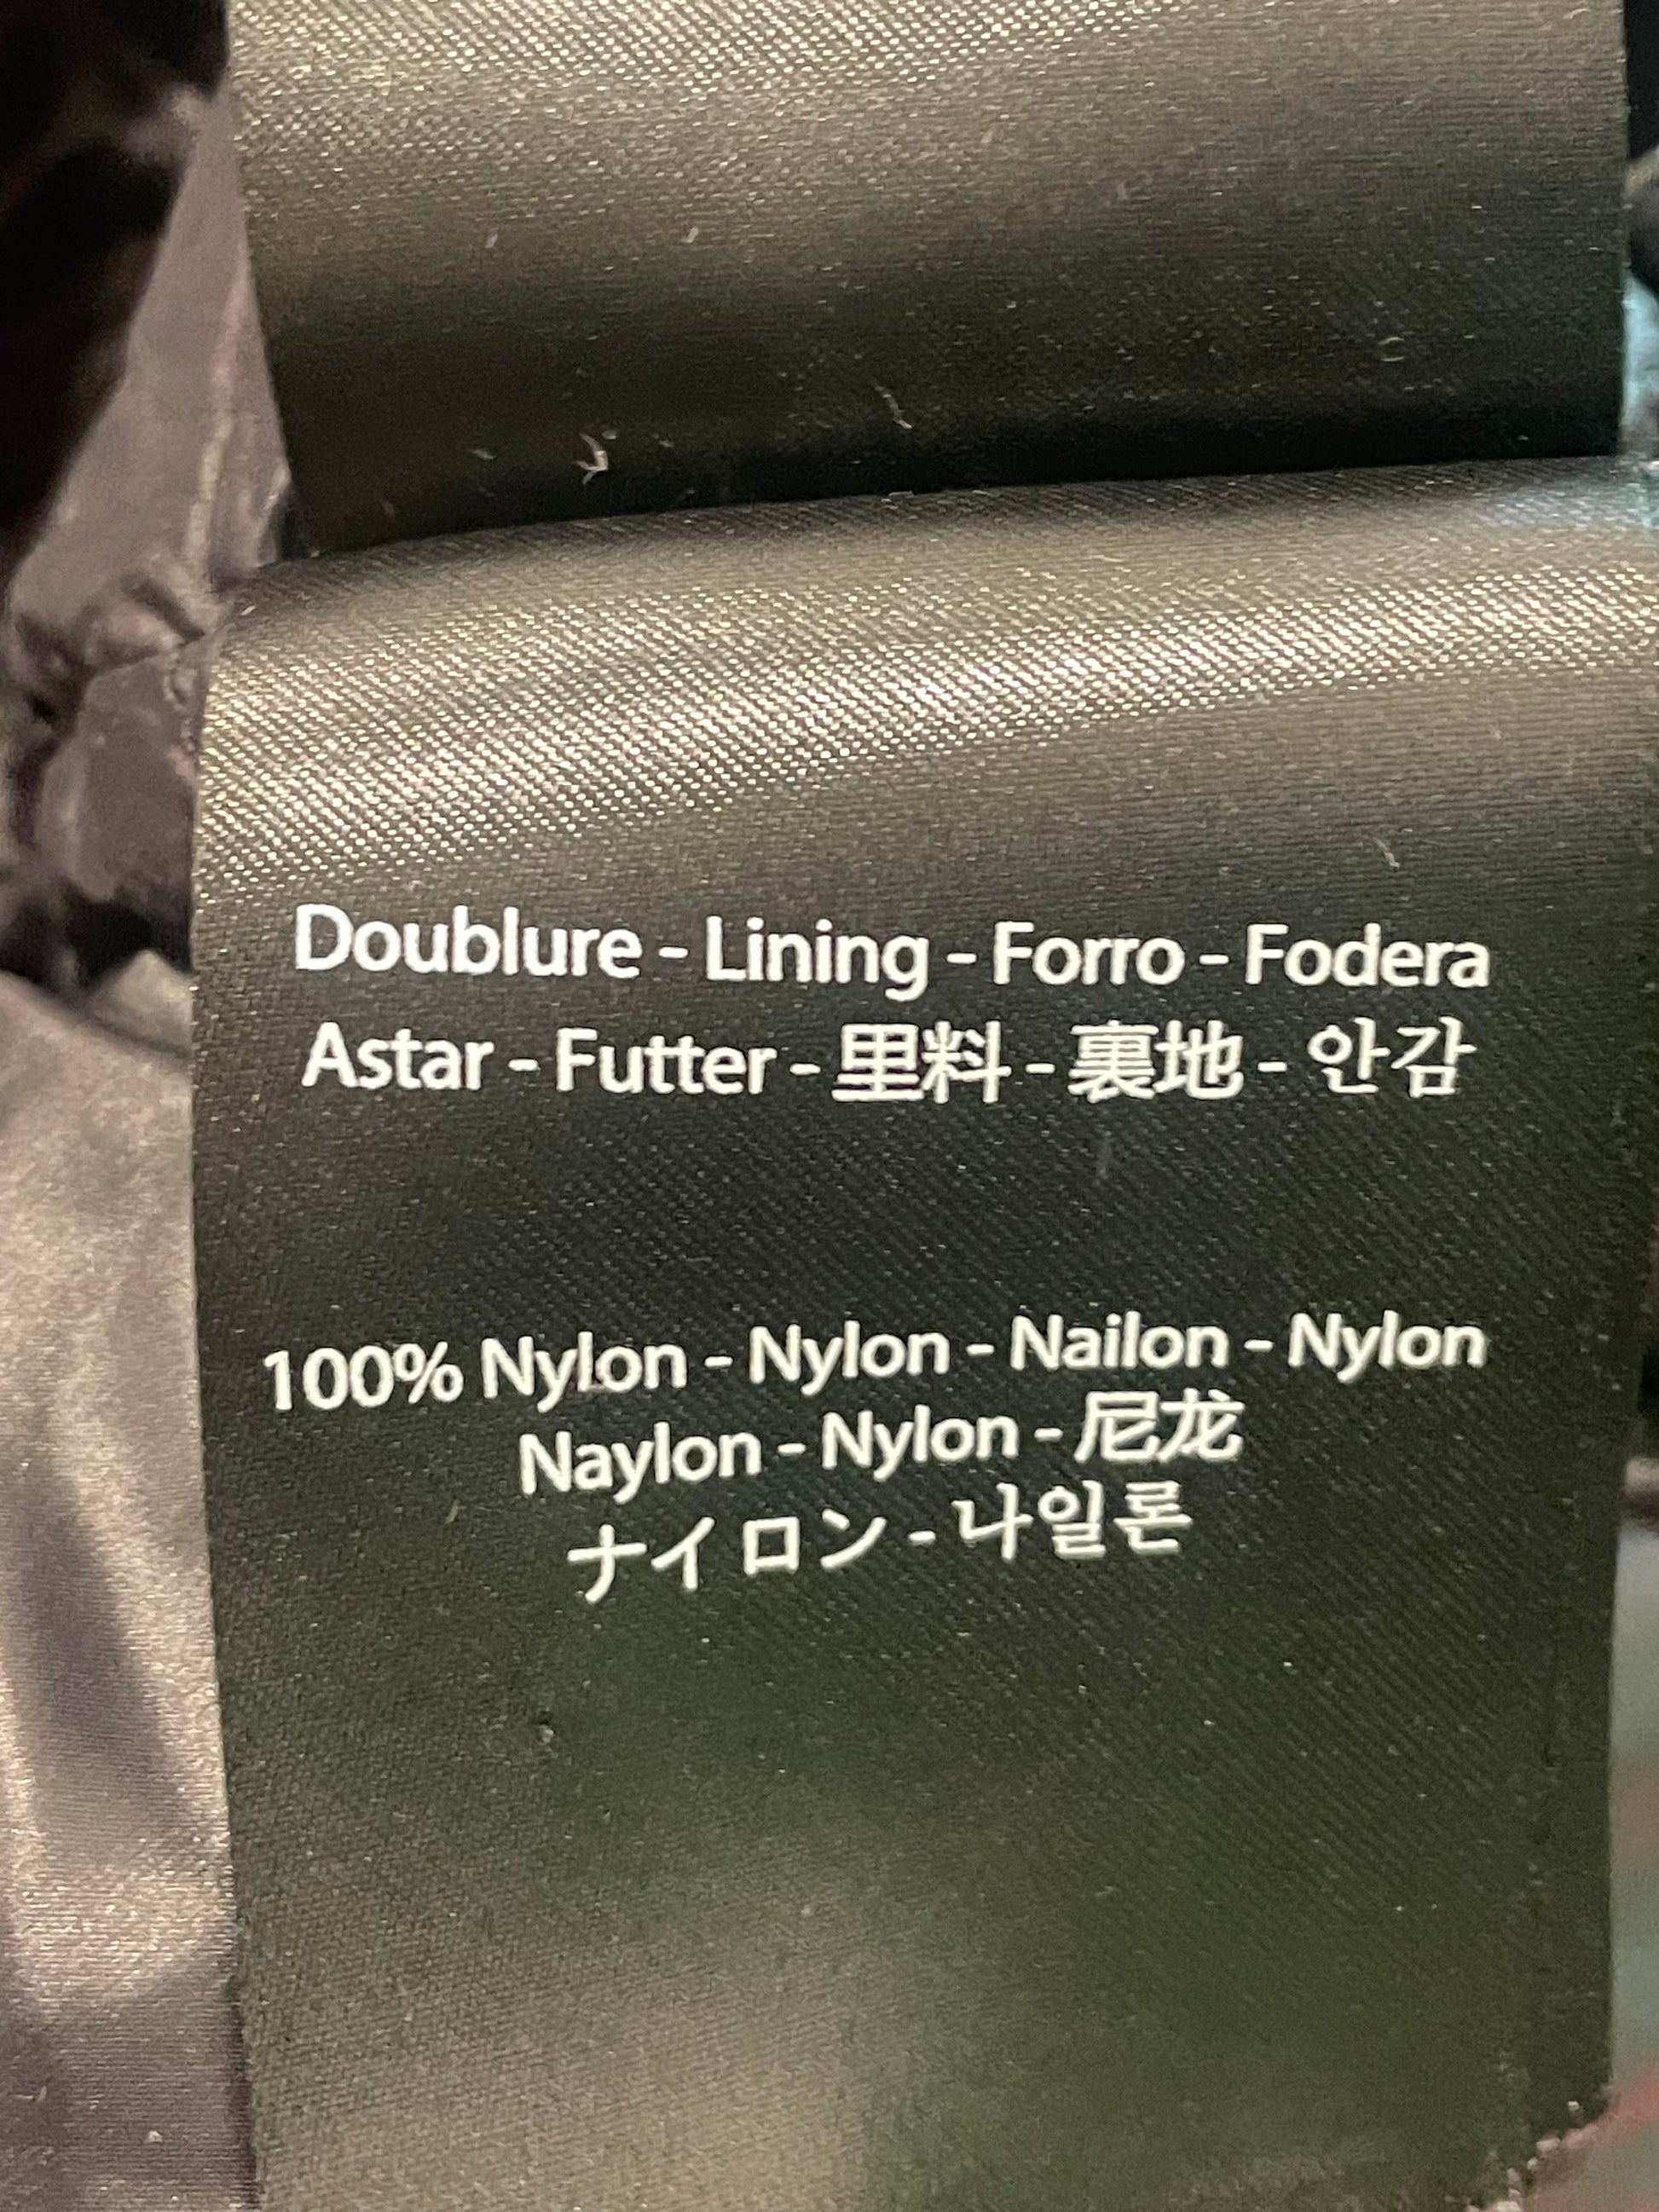 Doublure - Lining - Forro - Fodera
Astar - Futter - 里料 - 裏地 - 안감
100% Nylon - Nylon - Nailon - Nylon
Naylon - Nylon - 尼龙
ナイロン - 나일론